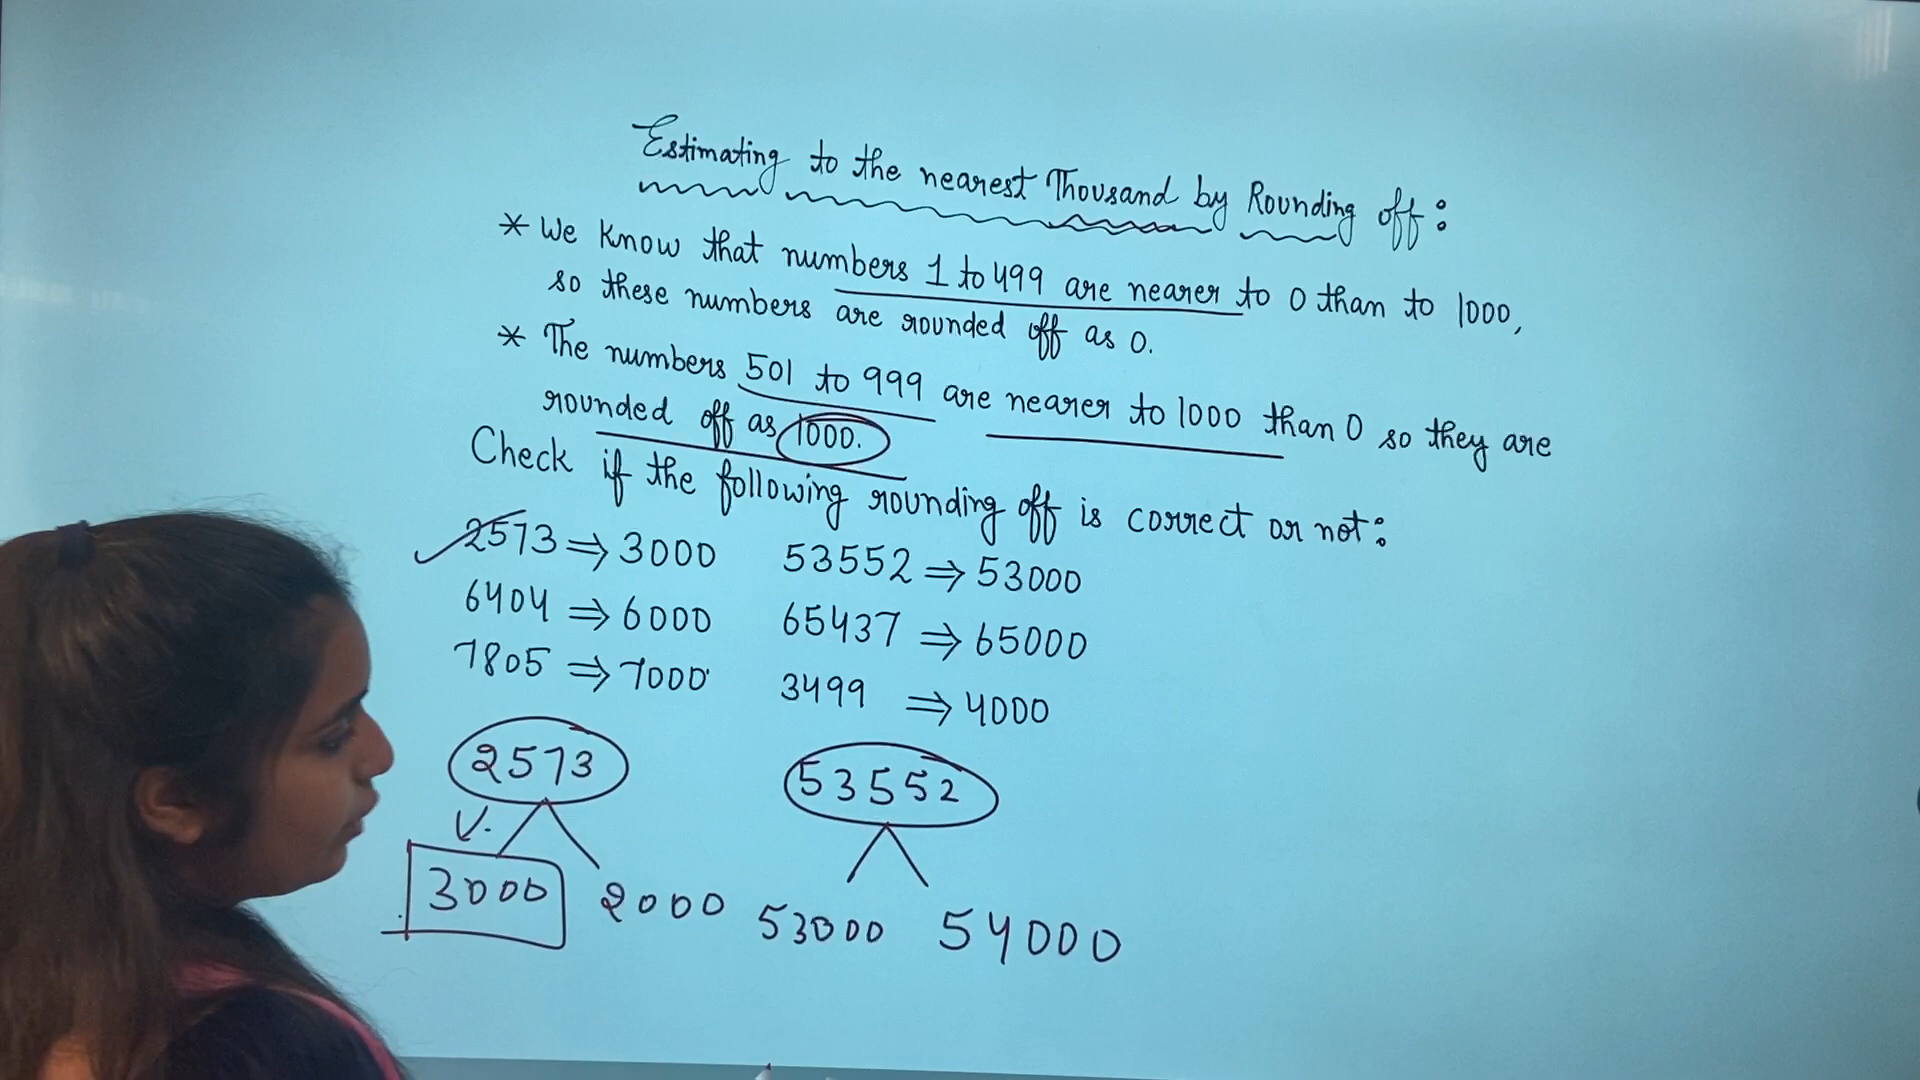 Estimating to the nearest Thousand by Rounding off:
* We know that numbers 1 to 499 are nearer to 0 than to 1000,
so these numbers are rounded off as 0.
* The numbers 501 to 999 are nearer to 1000 than 0 so they are
rounded off as 1000.
Check if the following rounding off is correct or not:
2573 ⇒ 3000 53552 ⇒ 53000
6404 ⇒ 6000 65437 ⇒ 65000
7805 ⇒ 7000 3499 ⇒ 4000
2573 53552
3000 2000 53000 54000